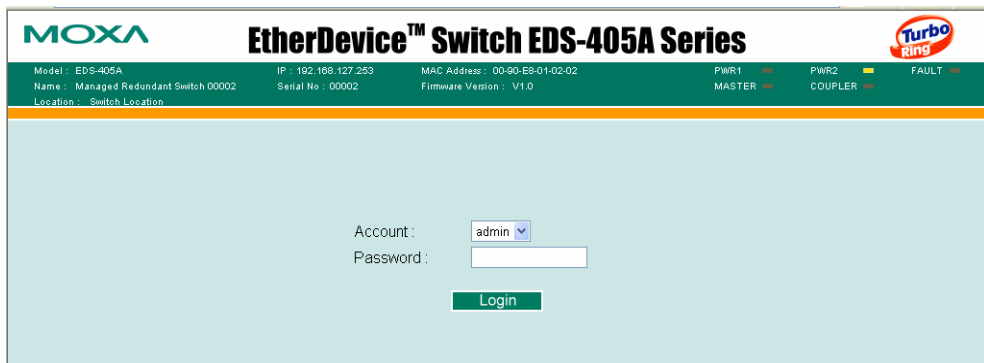 MOXA EtherDevice™ Switch EDS-405A Series Turbo Ring
Model : EDS-405A IP : 192.168.127.253 MAC Address : 00-90-E8-01-02-02 PWR1 PWR2 FAULT
Name : Managed Redundant Switch 00002 Serial No : 00002 Firmware Version : V1.0 MASTER COUPLER
Location : Switch Location
Account : admin
Password :
Login